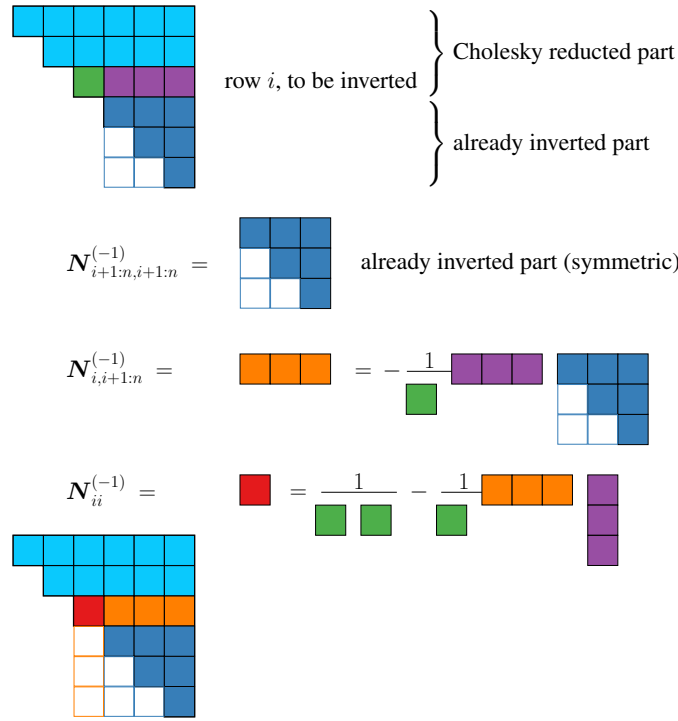 Cholesky reducted part
row i, to be inverted
already inverted part
N^{(-1)}_{i+1:n,i+1:n} =
already inverted part (symmetric)
N^{(-1)}_{i,i+1:n} = = - 1
N^{(-1)}_{ii} = = 1 - 1